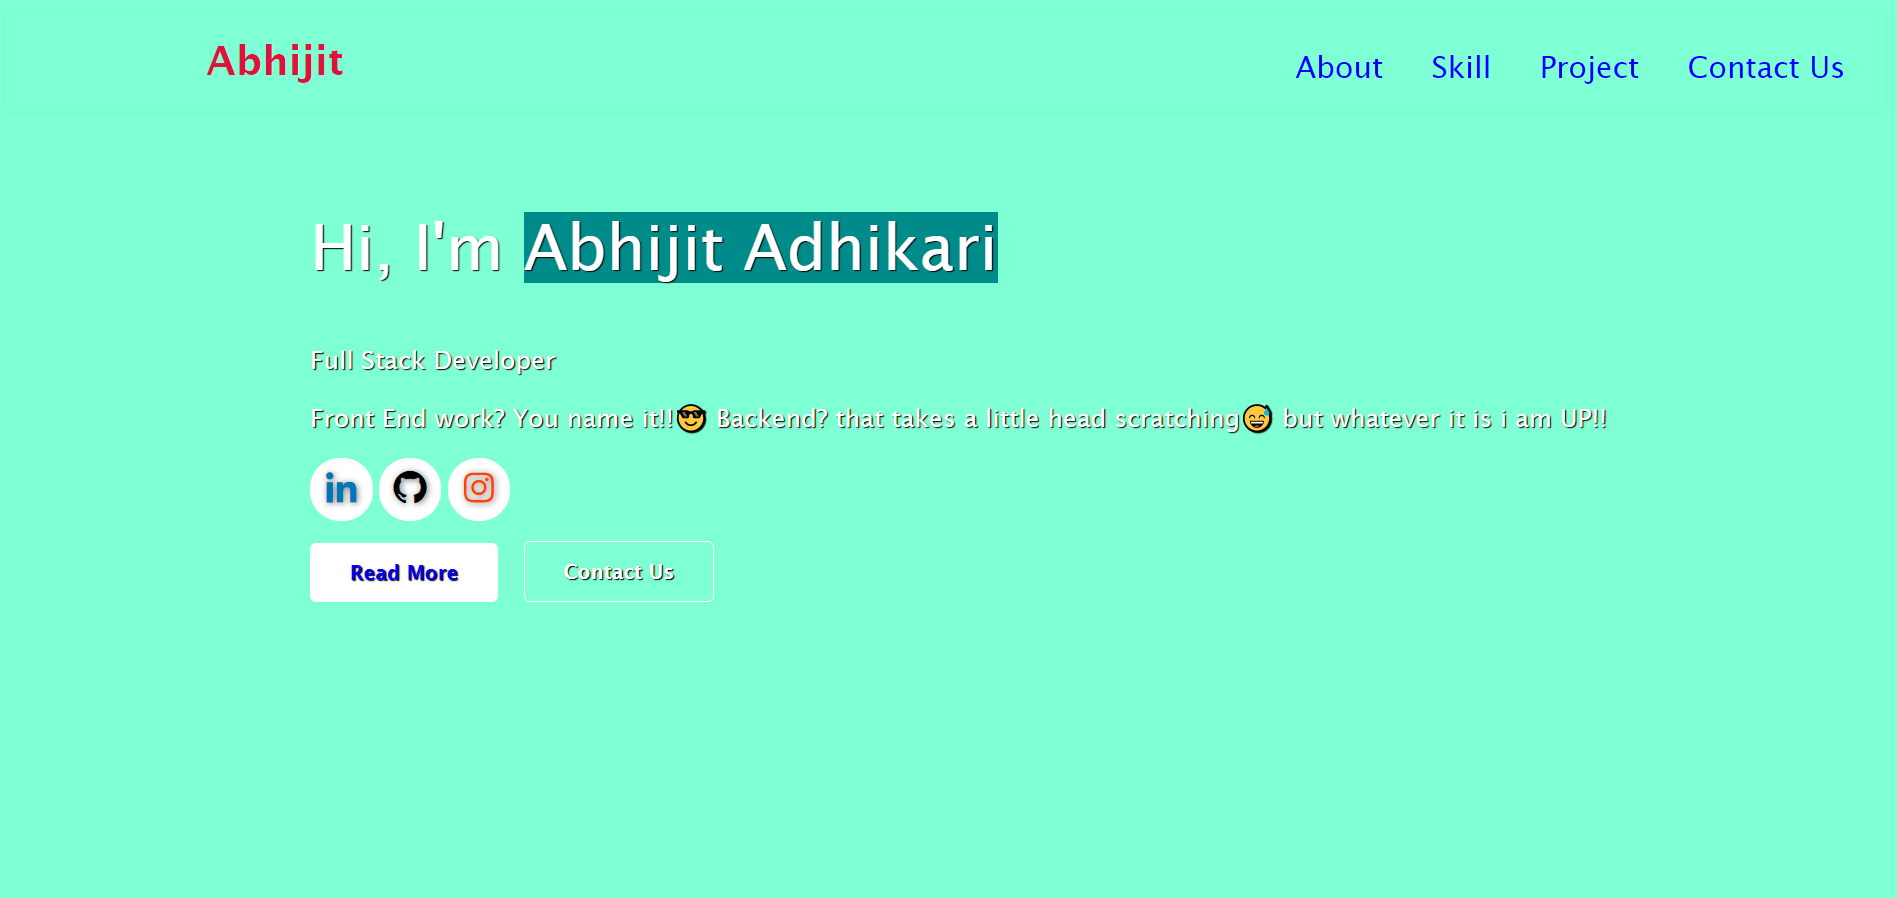 Abhijit
About Skill Project Contact Us
Hi, I'm Abhijit Adhikari
Full Stack Developer
Front End work? You name it!!😎 Backend? that takes a little head scratching😅 but whatever it is i am UP!!
in
Read More Contact Us